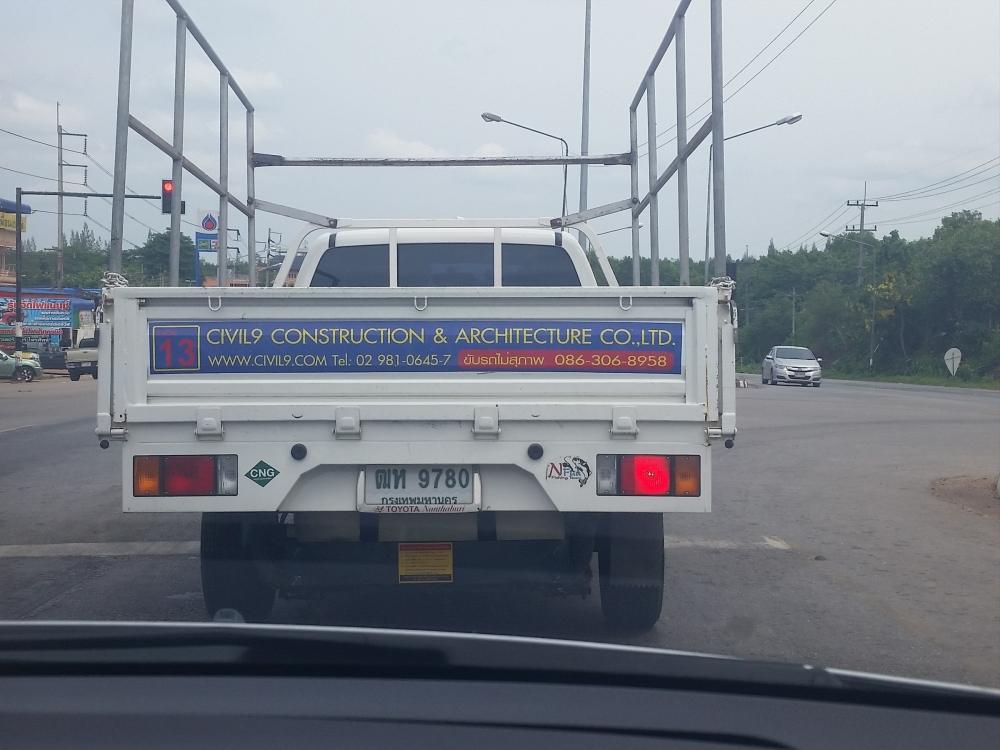 13
CIVIL9 CONSTRUCTION & ARCHITECTURE CO.,LTD.
WWW.CIVIL9.COM Tel: 02 981-0645-7 ขับรถไม่สุภาพ 086-306-8958
CNG
ฒห 9780
กรุงเทพมหานคร
TOYOTA Nonthaburi